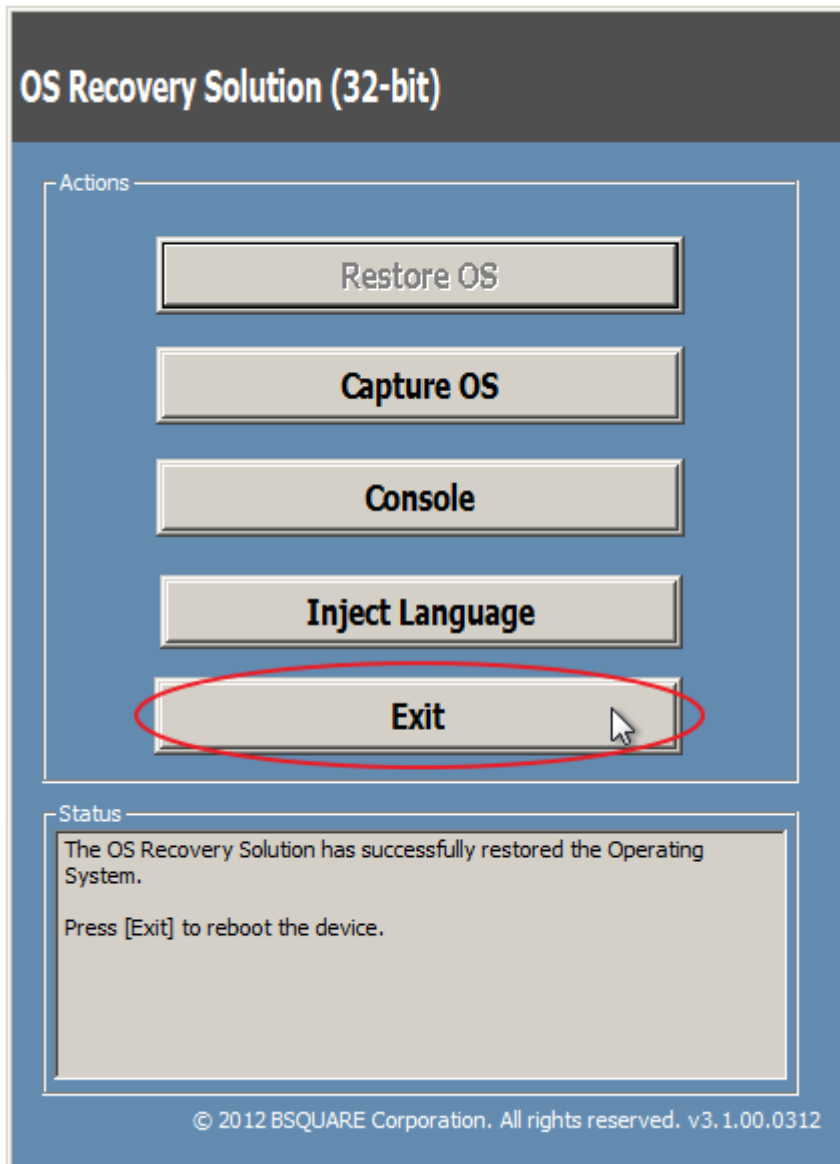 OS Recovery Solution (32-bit)
Actions
Restore OS
Capture OS
Console
Inject Language
Exit
Status
The OS Recovery Solution has successfully restored the Operating
System.
Press [Exit] to reboot the device.
© 2012 BSQUARE Corporation. All rights reserved. v3.1.00.0312